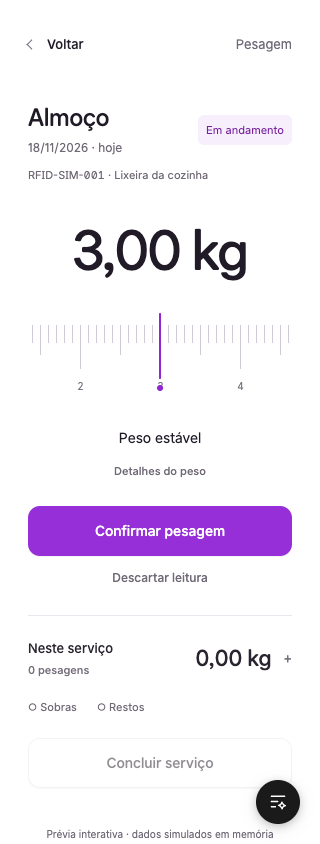 Voltar
Pesagem
Almoço
Em andamento
18/11/2026 · hoje
RFID-SIM-001 · Lixeira da cozinha
3,00 kg
2 3 4
Peso estável
Detalhes do peso
Confirmar pesagem
Descartar leitura
Neste serviço
0,00 kg +
0 pesagens
Sobras Restos
Concluir serviço
Prévia interativa · dados simulados em memória